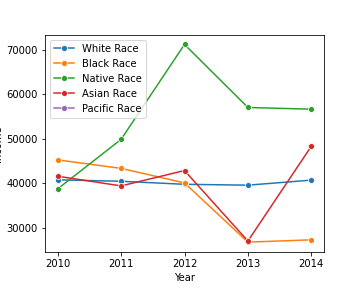 70000
60000
50000
40000
30000
White Race
Black Race
Native Race
Asian Race
Pacific Race
2010
2011
2012
2013
2014
Year